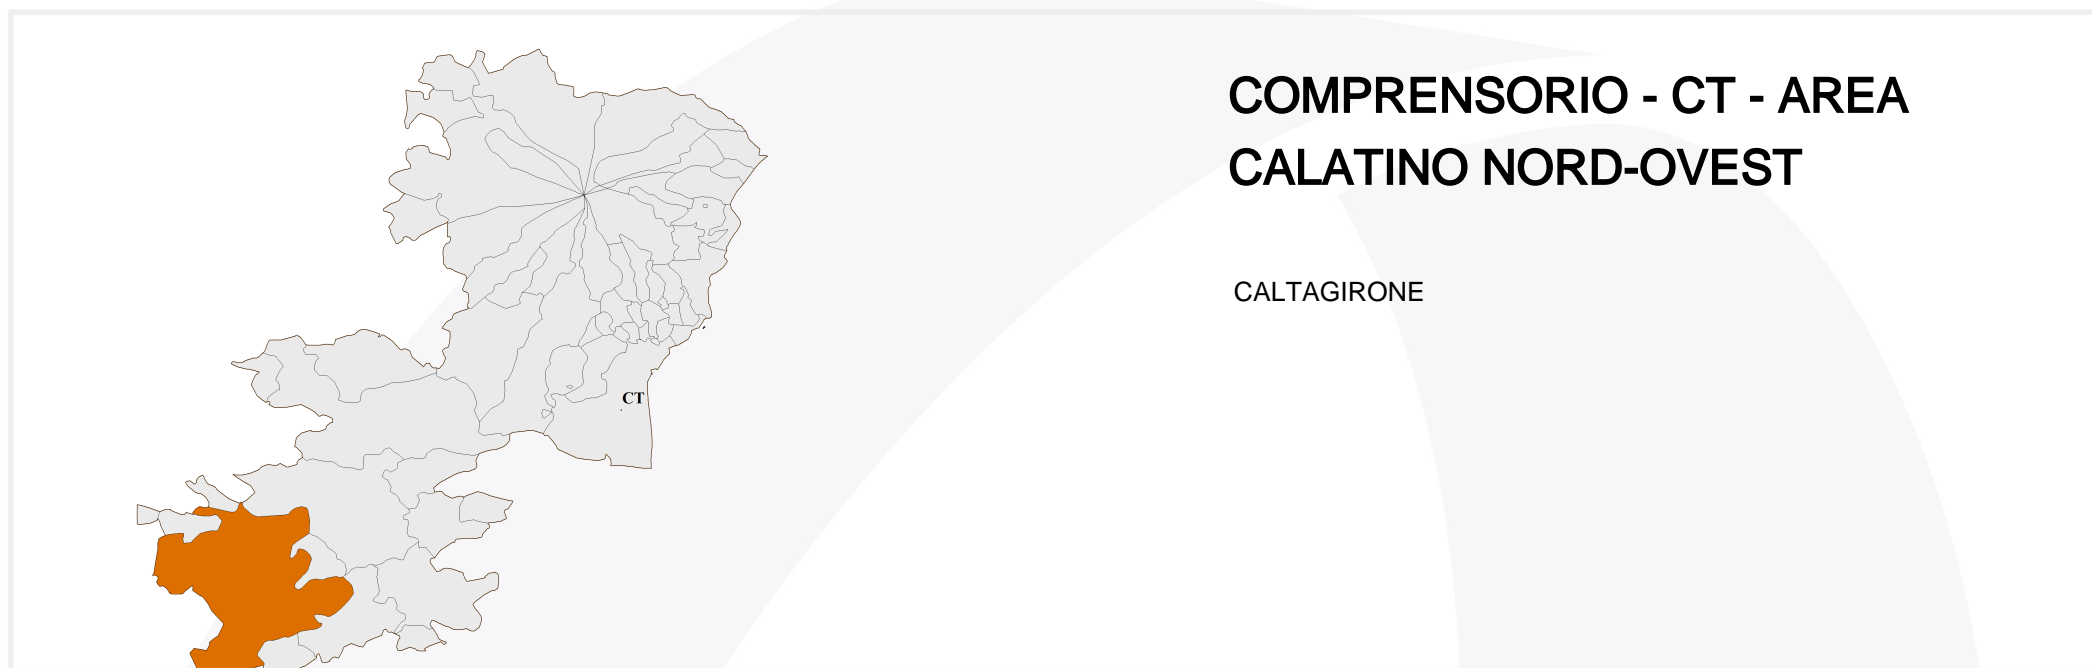 COMPRENSORIO - CT - AREA
CALATINO NORD-OVEST
CALTAGIRONE
CT